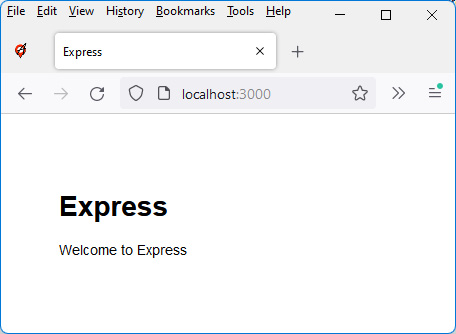 File Edit View History Bookmarks Tools Help
Express
localhost:3000
Express
Welcome to Express